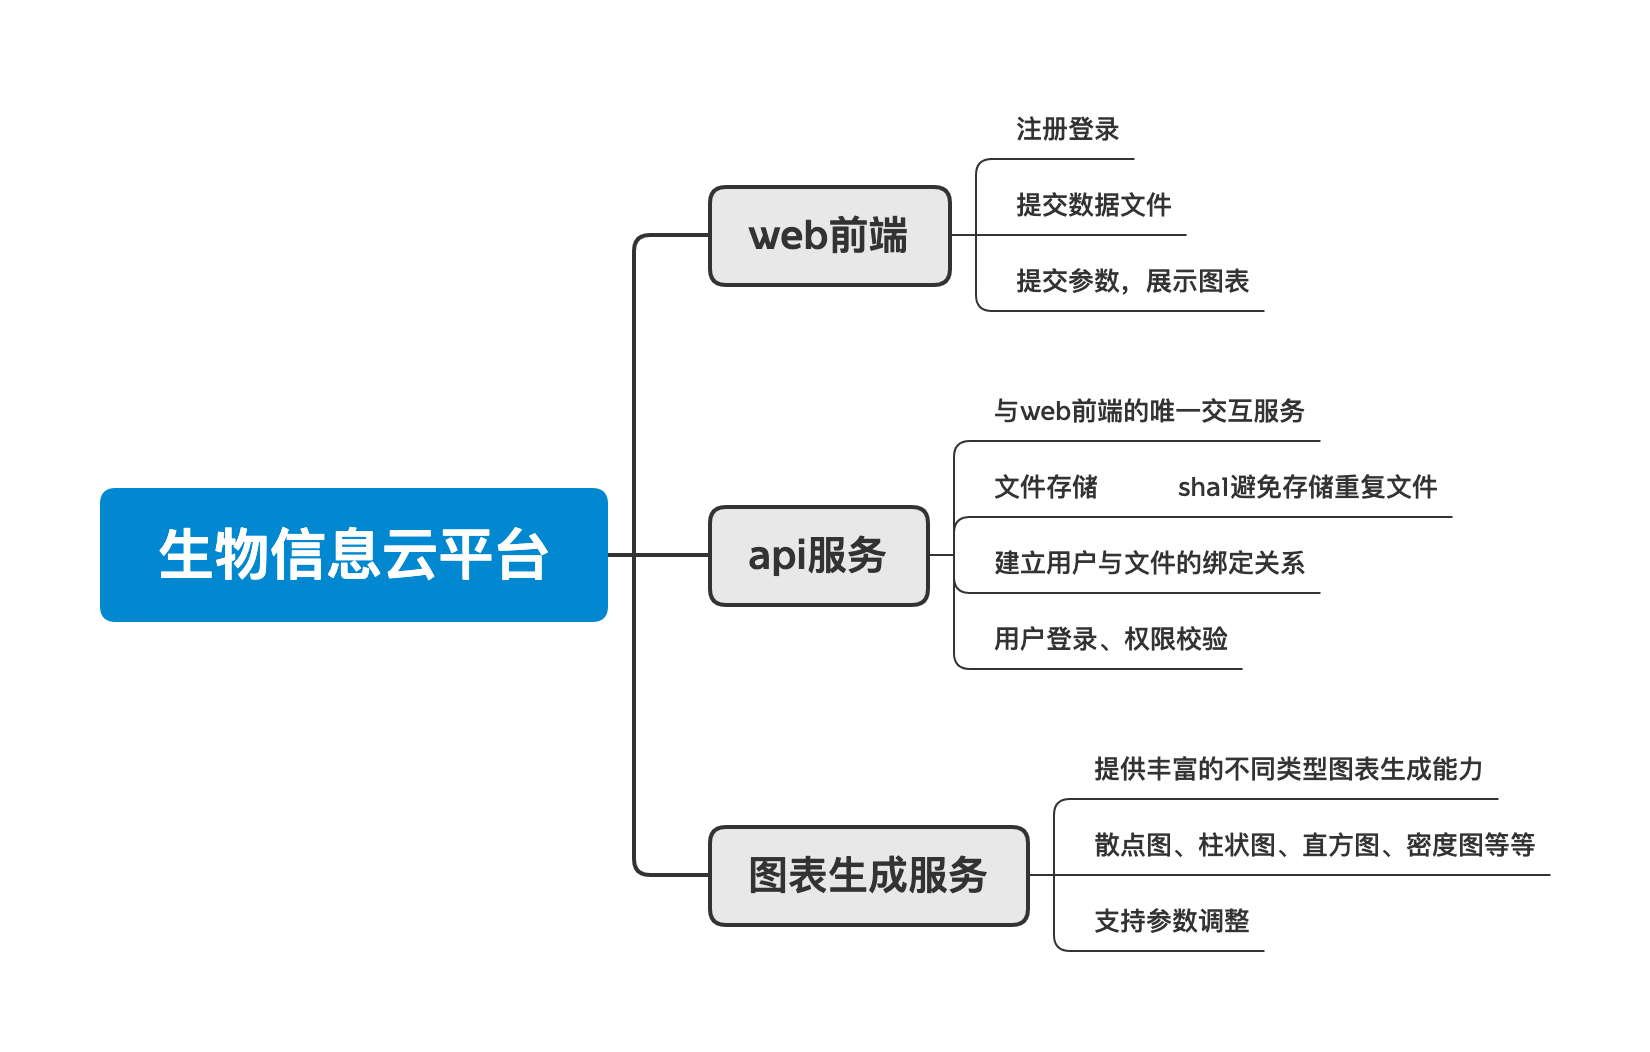 生物信息云平台
web前端
注册登录
提交数据文件
提交参数，展示图表
api服务
与web前端的唯一交互服务
文件存储
sha1避免存储重复文件
建立用户与文件的绑定关系
用户登录、权限校验
图表生成服务
提供丰富的不同类型图表生成能力
散点图、柱状图、直方图、密度图等等
支持参数调整